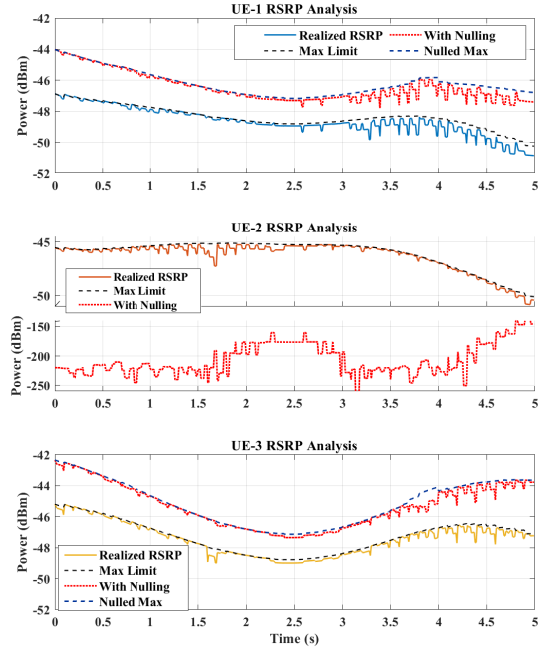 UE-1 RSRP Analysis
-42
-44
-46
-48
-50
-52
Power (dBm)
Realized RSRP
With Nulling
Max Limit
Nulled Max
0 0.5 1 1.5 2 2.5 3 3.5 4 4.5 5
UE-2 RSRP Analysis
-45
-50
Realized RSRP
Max Limit
With Nulling
-150
-200
-250
Power (dBm)
0 0.5 1 1.5 2 2.5 3 3.5 4 4.5 5
UE-3 RSRP Analysis
-42
-44
-46
-48
-50
-52
Power (dBm)
Realized RSRP
Max Limit
With Nulling
Nulled Max
0 0.5 1 1.5 2 2.5 3 3.5 4 4.5 5
Time (s)